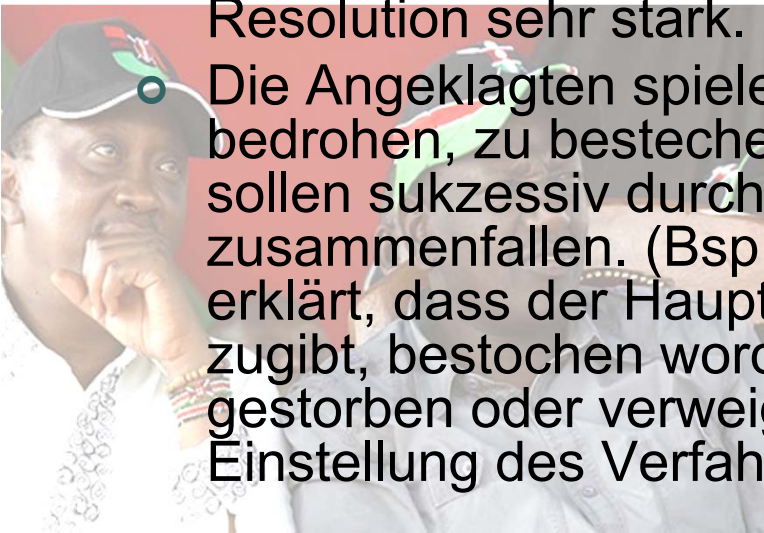 Resolution sehr stark.
Die Angeklagten spiele
bedrohen, zu besteche
sollen sukzessiv durch
zusammenfallen. (Bsp
erklärt, dass der Haupt
zugibt, bestochen word
gestorben oder verweig
Einstellung des Verfah